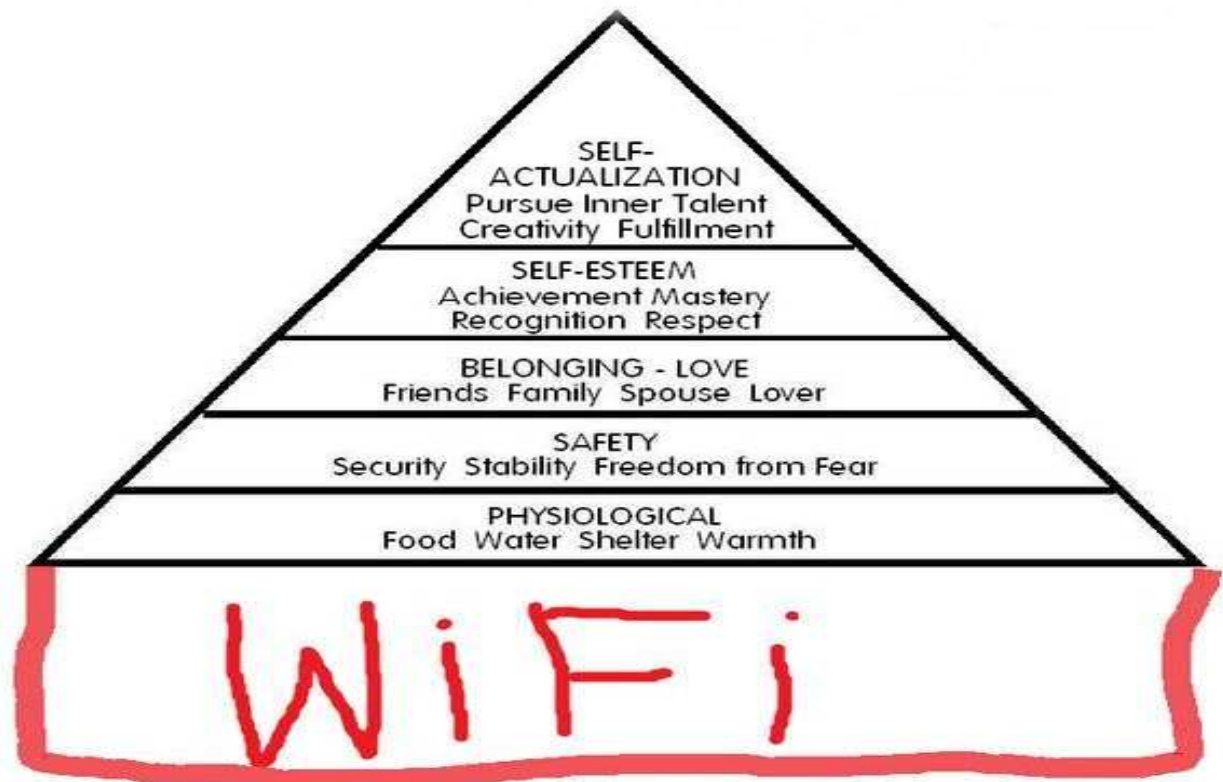 SELF-
ACTUALIZATION
Pursue Inner Talent
Creativity Fulfillment
SELF-ESTEEM
Achievement Mastery
Recognition Respect
BELONGING - LOVE
Friends Family Spouse Lover
SAFETY
Security Stability Freedom from Fear
PHYSIOLOGICAL
Food Water Shelter Warmth
WiFi